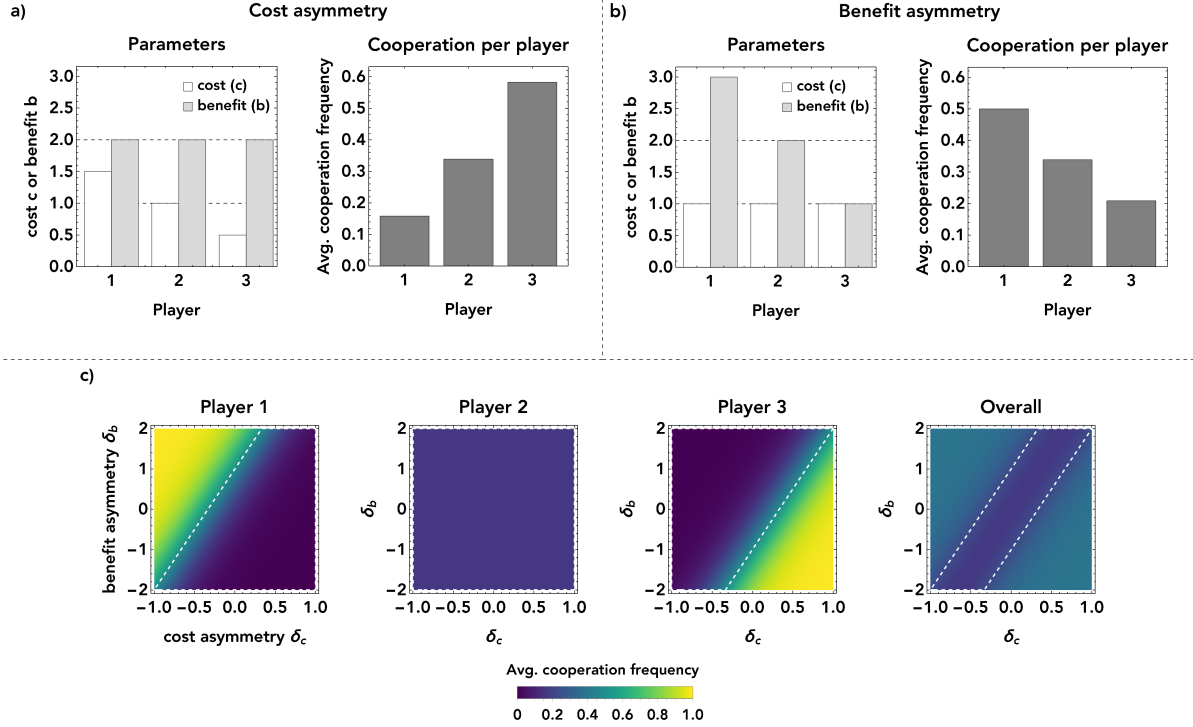 a)
Cost asymmetry
b)
Benefit asymmetry
Parameters
Cooperation per player
Parameters
Cooperation per player
cost c or benefit b
3.0
2.5
2.0
1.5
1.0
0.5
0.0
cost (c)
benefit (b)
1 2 3
Player
Avg. cooperation frequency
0.6
0.5
0.4
0.3
0.2
0.1
0.0
1 2 3
Player
cost c or benefit b
3.0
2.5
2.0
1.5
1.0
0.5
0.0
cost (c)
benefit (b)
1 2 3
Player
Avg. cooperation frequency
0.6
0.5
0.4
0.3
0.2
0.1
0.0
1 2 3
Player
c)
Player 1
benefit asymmetry δb
2
1
0
−1
−2
−1.0 −0.5 0.0 0.5 1.0
cost asymmetry δc
Player 2
δb
2
1
0
−1
−2
−1.0 −0.5 0.0 0.5 1.0
δc
Player 3
δb
2
1
0
−1
−2
−1.0 −0.5 0.0 0.5 1.0
δc
Overall
δb
2
1
0
−1
−2
−1.0 −0.5 0.0 0.5 1.0
δc
Avg. cooperation frequency
0 0.2 0.4 0.6 0.8 1.0